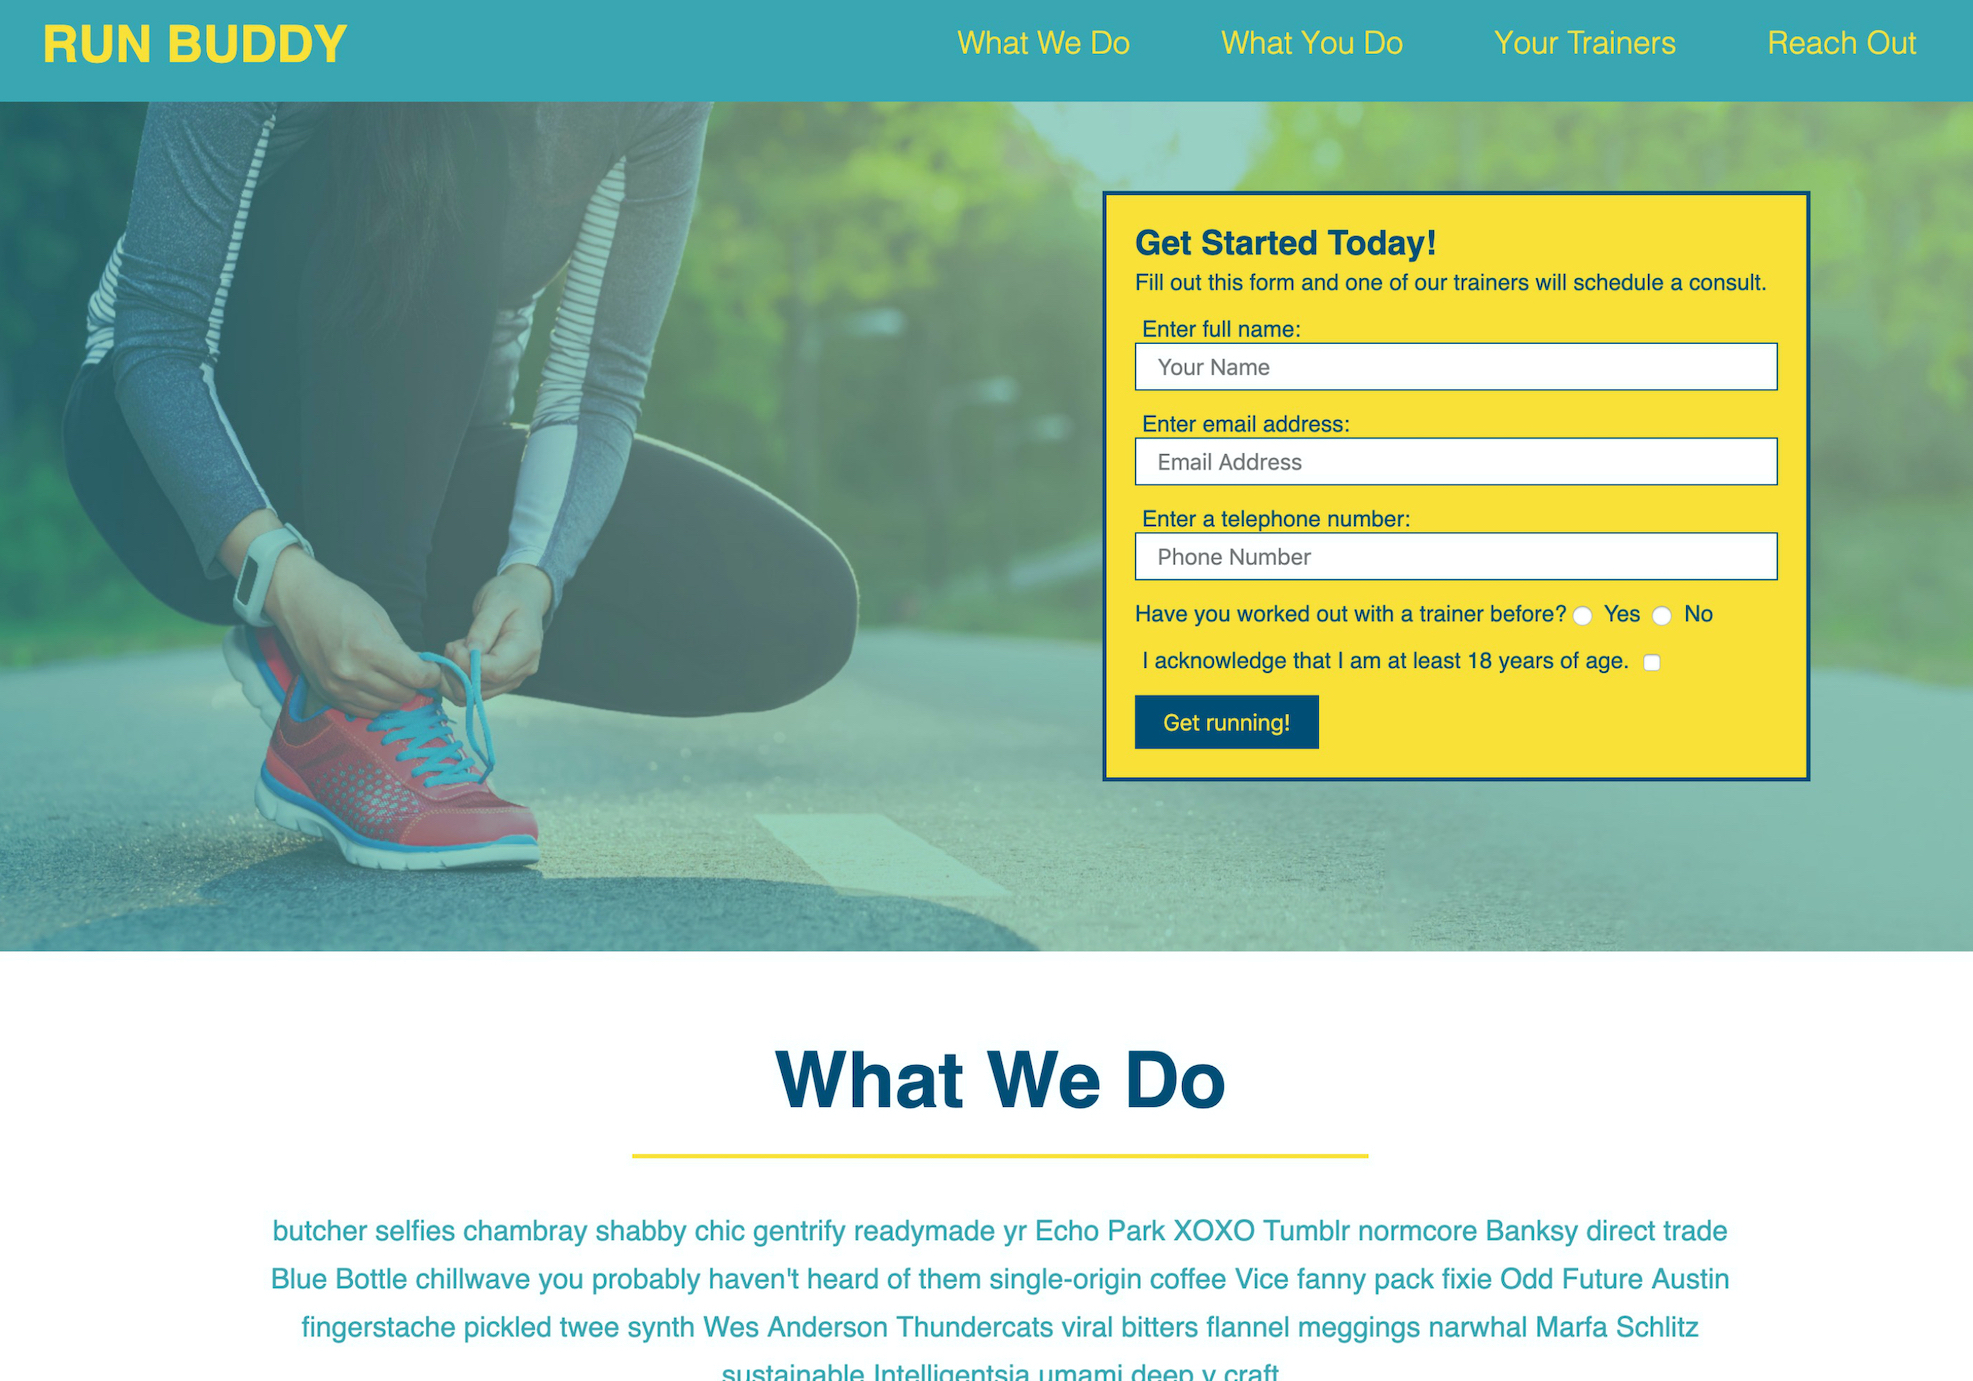 RUN BUDDY
What We Do
What You Do
Your Trainers
Reach Out
Get Started Today!
Fill out this form and one of our trainers will schedule a consult.
Enter full name:
Your Name
Enter email address:
Email Address
Enter a telephone number:
Phone Number
Have you worked out with a trainer before? Yes No
I acknowledge that I am at least 18 years of age.
Get running!
What We Do
butcher selfies chambray shabby chic gentrify readymade yr Echo Park XOXO Tumblr normcore Banksy direct trade
Blue Bottle chillwave you probably haven't heard of them single-origin coffee Vice fanny pack fixie Odd Future Austin
fingerstache pickled twee synth Wes Anderson Thundercats viral bitters flannel meggings narwhal Marfa Schlitz
sustainable Intelligentsia umami deep v craft